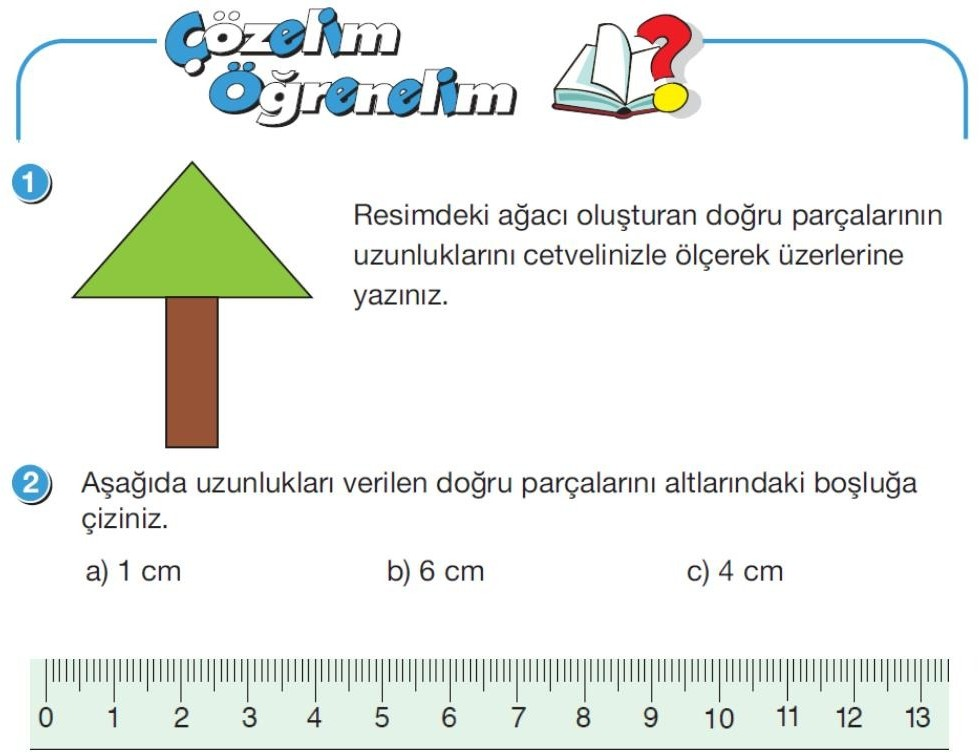 Çözelim
Öğrenelim
1
Resimdeki ağacı oluşturan doğru parçalarının
uzunluklarını cetvelinizle ölçerek üzerlerine
yazınız.
2 Aşağıda uzunlukları verilen doğru parçalarını altlarındaki boşluğa
çiziniz.
a) 1 cm b) 6 cm c) 4 cm
0 1 2 3 4 5 6 7 8 9 10 11 12 13